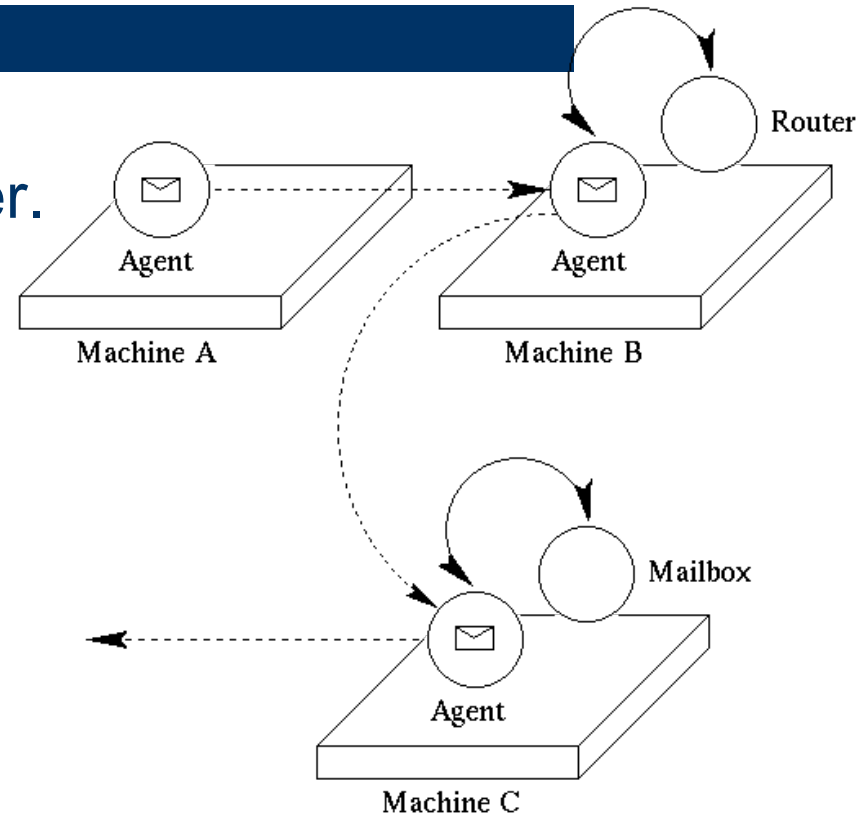 Router
er.
Agent
Agent
Machine A
Machine B
Mailbox
Agent
Machine C